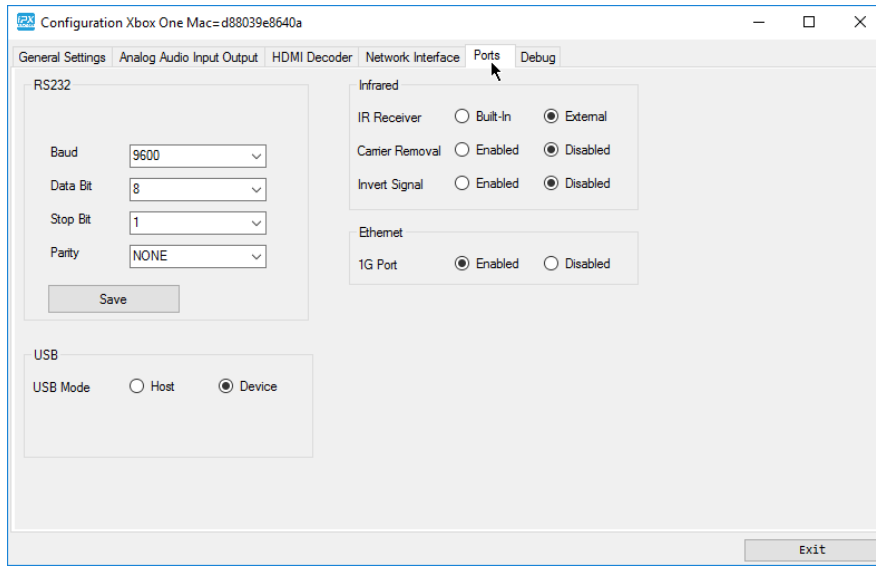 Configuration Xbox One Mac=d88039e8640a
General Settings Analog Audio Input Output HDMI Decoder Network Interface Ports Debug
RS232
Baud 9600
Data Bit 8
Stop Bit 1
Parity NONE
Save
USB
USB Mode Host Device
Infrared
IR Receiver Built-In External
Carrier Removal Enabled Disabled
Invert Signal Enabled Disabled
Ethernet
1G Port Enabled Disabled
Exit